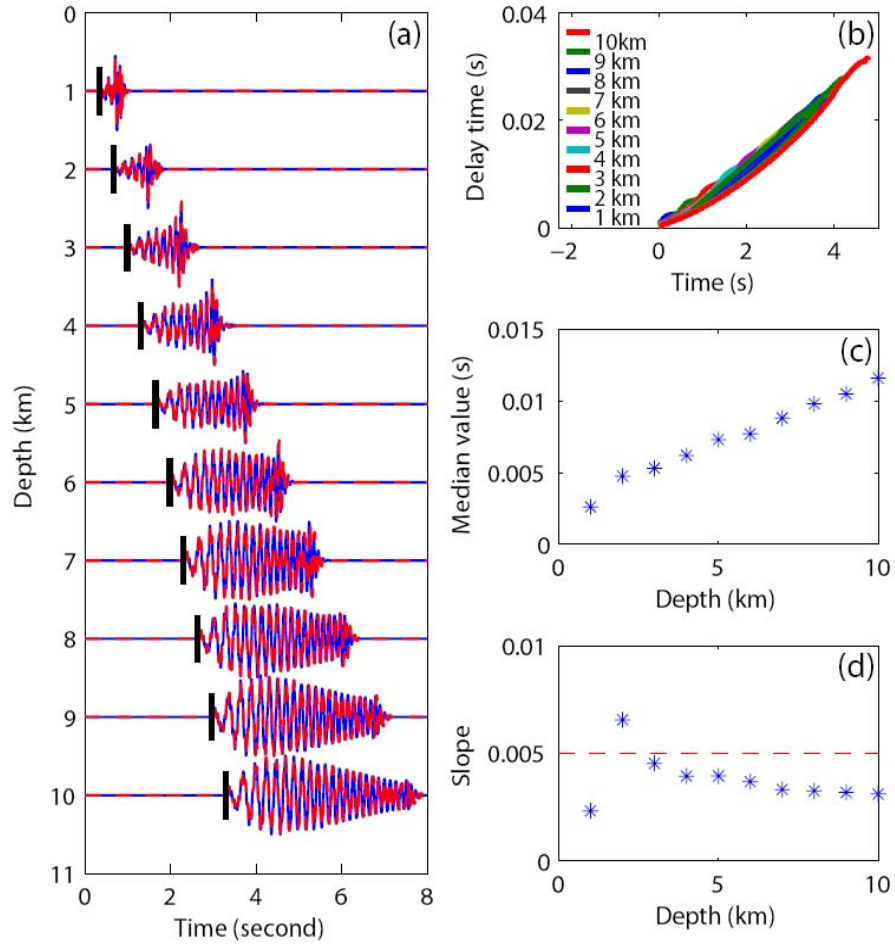 (a)
0
1
2
3
4
5
6
7
8
9
10
11
Depth (km)
0 2 4 6 8
Time (second)
(b)
0.04
0.02
0
Delay time (s)
10km
9 km
8 km
7 km
6 km
5 km
4 km
3 km
2 km
1 km
−2 0 2 4
Time (s)
(c)
0.015
0.010
0.005
0
Median value (s)
0 5 10
Depth (km)
(d)
0.01
0.005
0
Slope
0 5 10
Depth (km)